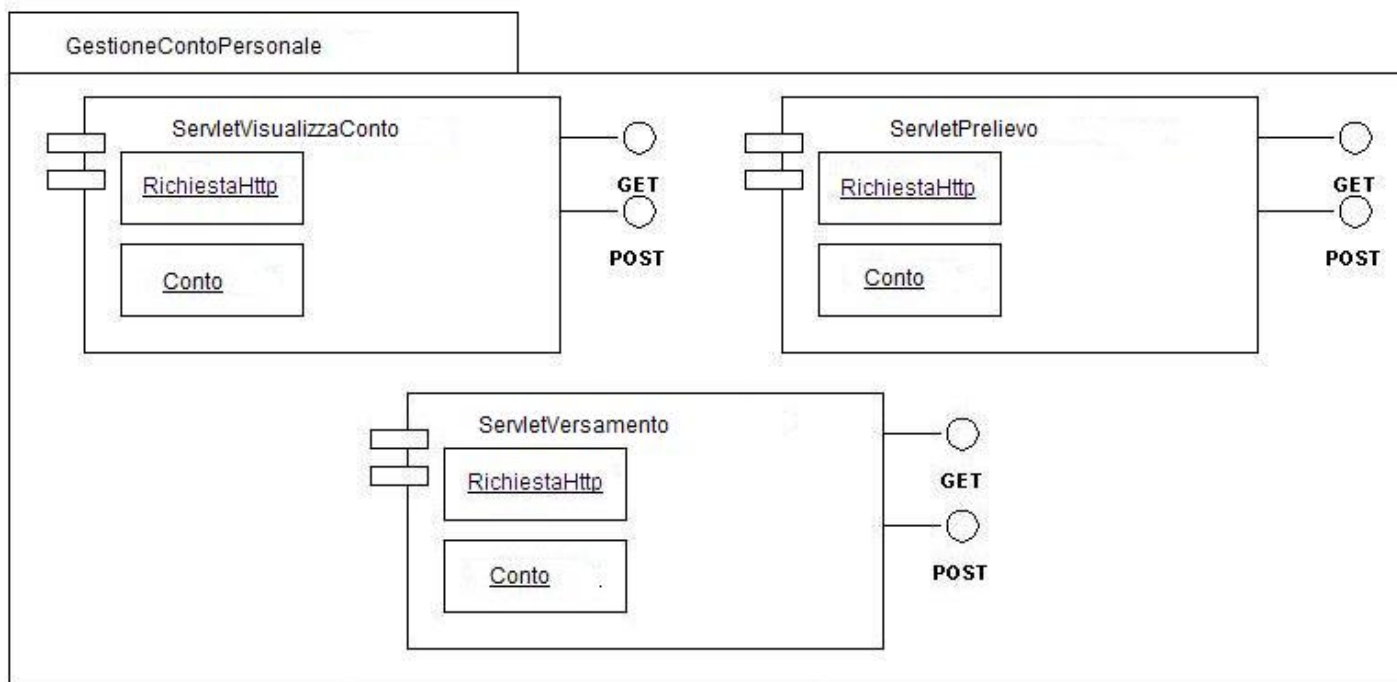 GestioneContoPersonale
ServletVisualizzaConto
RichiestaHttp
Conto
GET
POST
ServletPrelievo
RichiestaHttp
Conto
GET
POST
ServletVersamento
RichiestaHttp
Conto
GET
POST